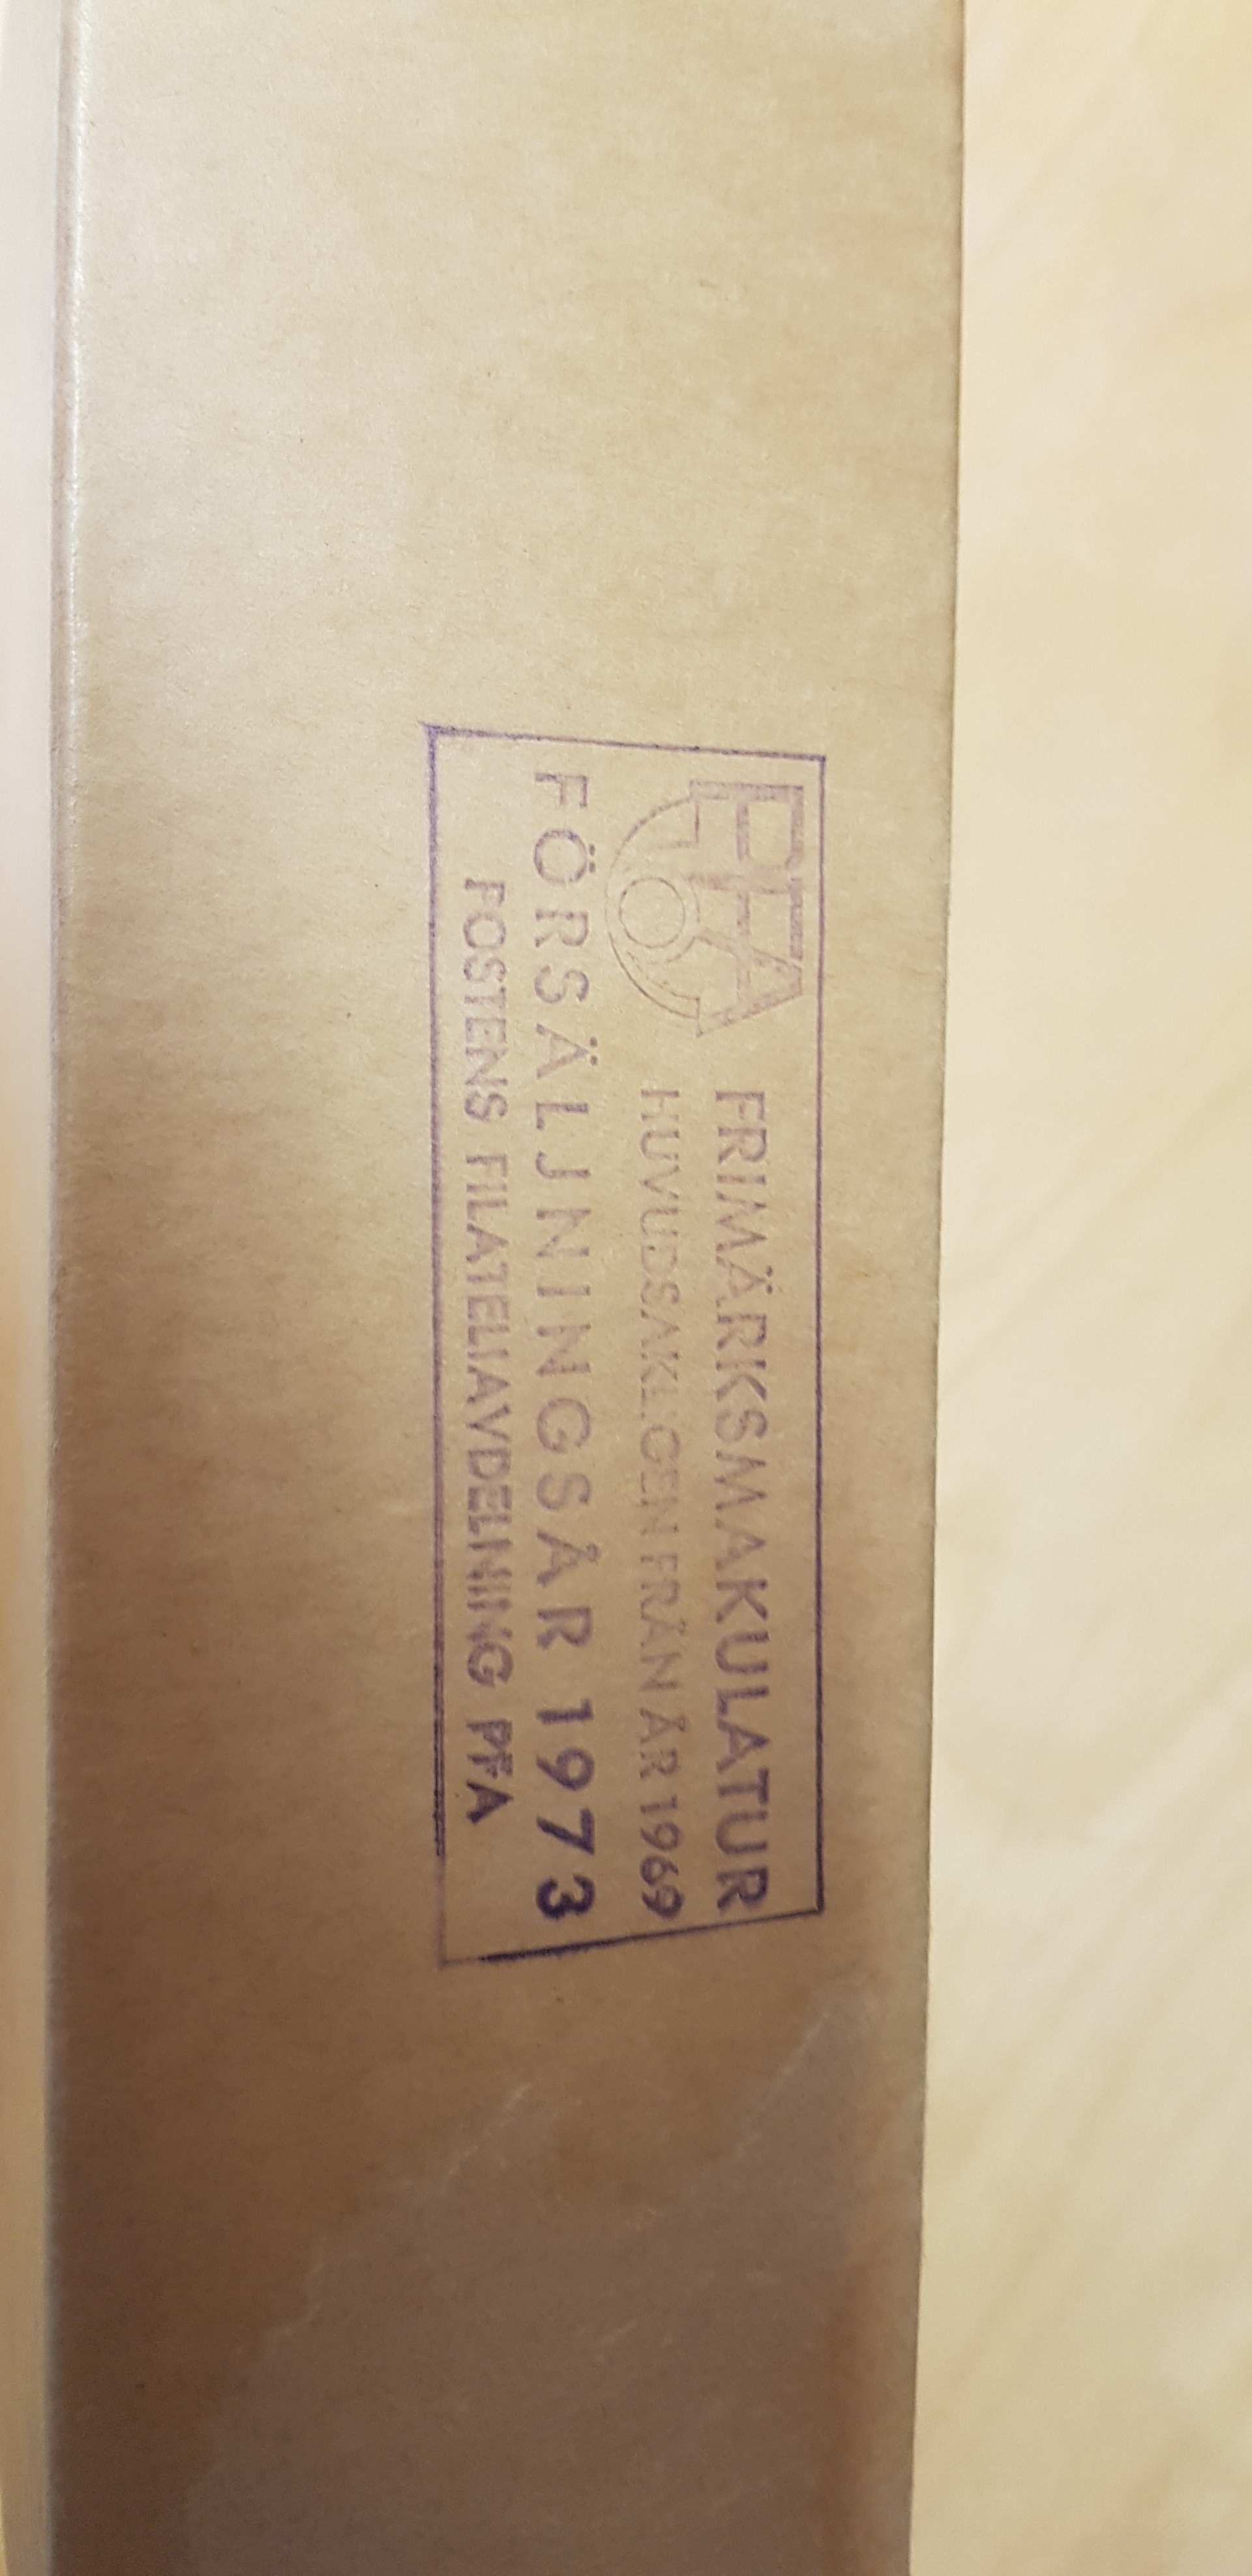 PFA
FRIMÄRKSMAKULATUR
HUVUDSAKLIGEN FRÅN ÅR 1969
FÖRSÄLJNINGSÅR 1973
POSTENS FILATELIAVDELNING PFA